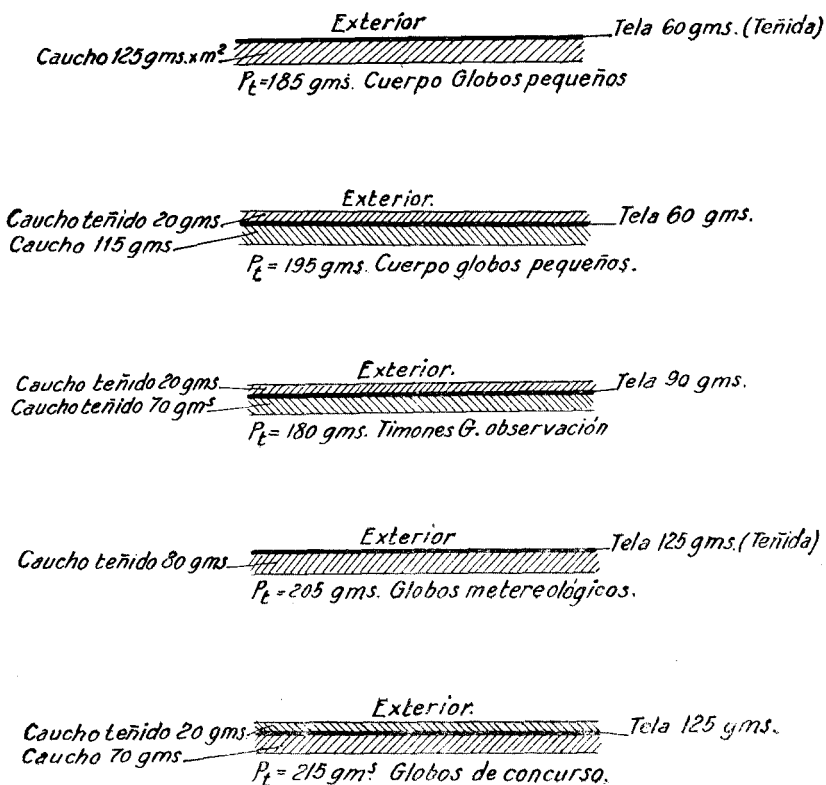 Exterior
Tela 60 gms. (Teñida)
Caucho 125 gms.xm²
Pt=185 gms. Cuerpo Globos pequeños
Exterior.
Caucho teñido 20 gms.
Tela 60 gms.
Caucho 115 gms.
Pt= 195 gms. Cuerpo globos pequeños.
Exterior.
Caucho teñido 20 gms.
Tela 90 gms.
Caucho teñido 70 gmˢ
Pt= 180 gms. Timones G. observación
Exterior
Tela 125 gms. (Teñida)
Caucho teñido 80 gms.
Pt = 205 gms. Globos metereológicos.
Exterior.
Caucho teñido 20 gms.
Tela 125 gms.
Caucho 70 gms.
Pt = 215 gmˢ Globos de concurso.